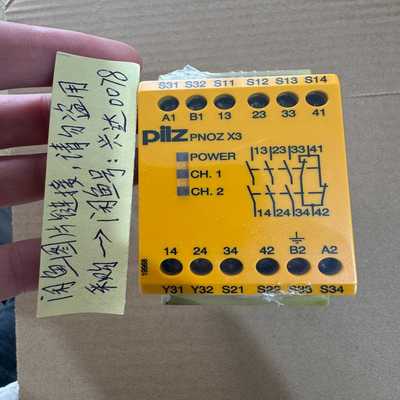 闲鱼图片链接,请勿盗用
采购→闲鱼号:兴达0078
S31 S32 S11 S12 S13 S14
A1 B1 13 23 33 41
pilz PNOZ X3
POWER
CH. 1
CH. 2
13 23 33 41
14 24 34 42
14 24 34 42 B2 A2
Y31 Y32 S21 S22 S33 S34